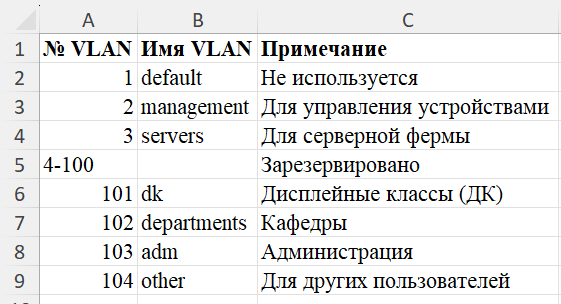 A B C
1 № VLAN Имя VLAN Примечание
2 1 default Не используется
3 2 management Для управления устройствами
4 3 servers Для серверной фермы
5 4-100 Зарезервировано
6 101 dk Дисплейные классы (ДК)
7 102 departments Кафедры
8 103 adm Администрация
9 104 other Для других пользователей